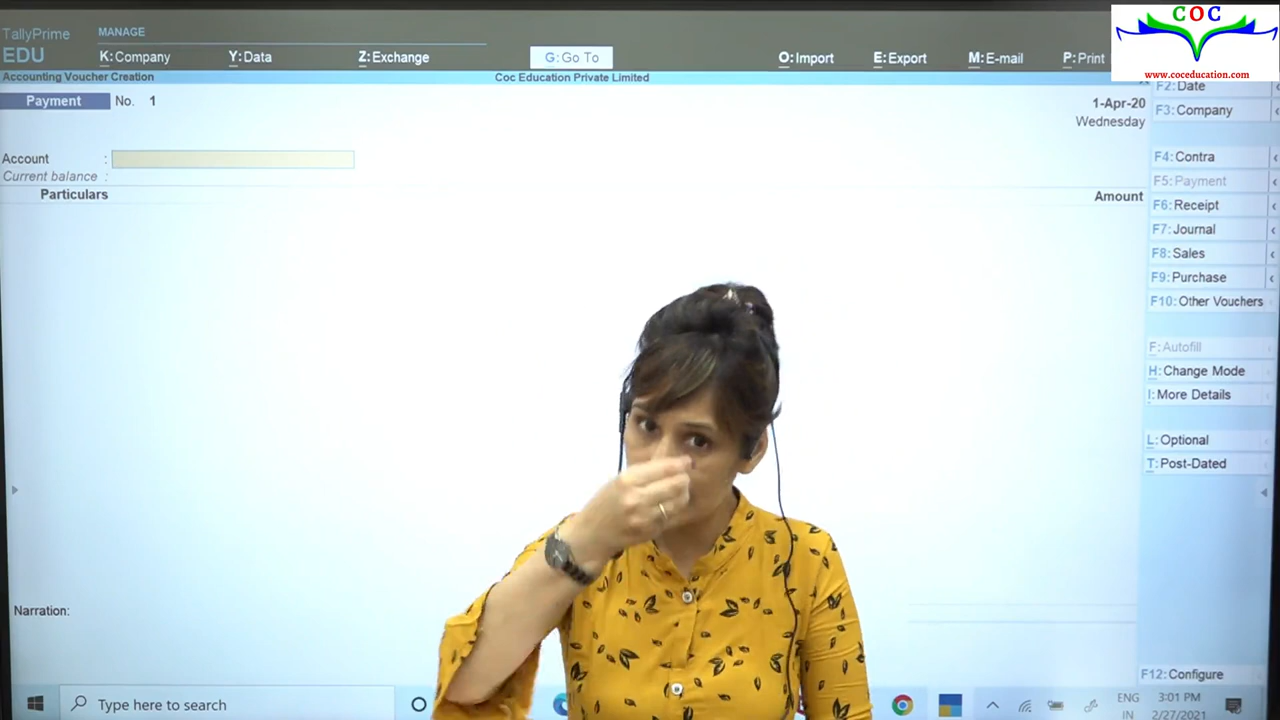 TallyPrime
EDU
MANAGE
K: Company
Y: Data
Z: Exchange
G: Go To
O: Import
E: Export
M: E-mail
P: Print
COC
www.coceducation.com
Accounting Voucher Creation
Coc Education Private Limited
Payment No. 1
1-Apr-20
Wednesday
Account :
Current balance :
Particulars
Amount
F2: Date
F3: Company
F4: Contra
F5: Payment
F6: Receipt
F7: Journal
F8: Sales
F9: Purchase
F10: Other Vouchers
F: Autofill
H: Change Mode
I: More Details
L: Optional
T: Post-Dated
Narration:
F12: Configure
Type here to search
ENG
IN
3:01 PM
2/27/2021